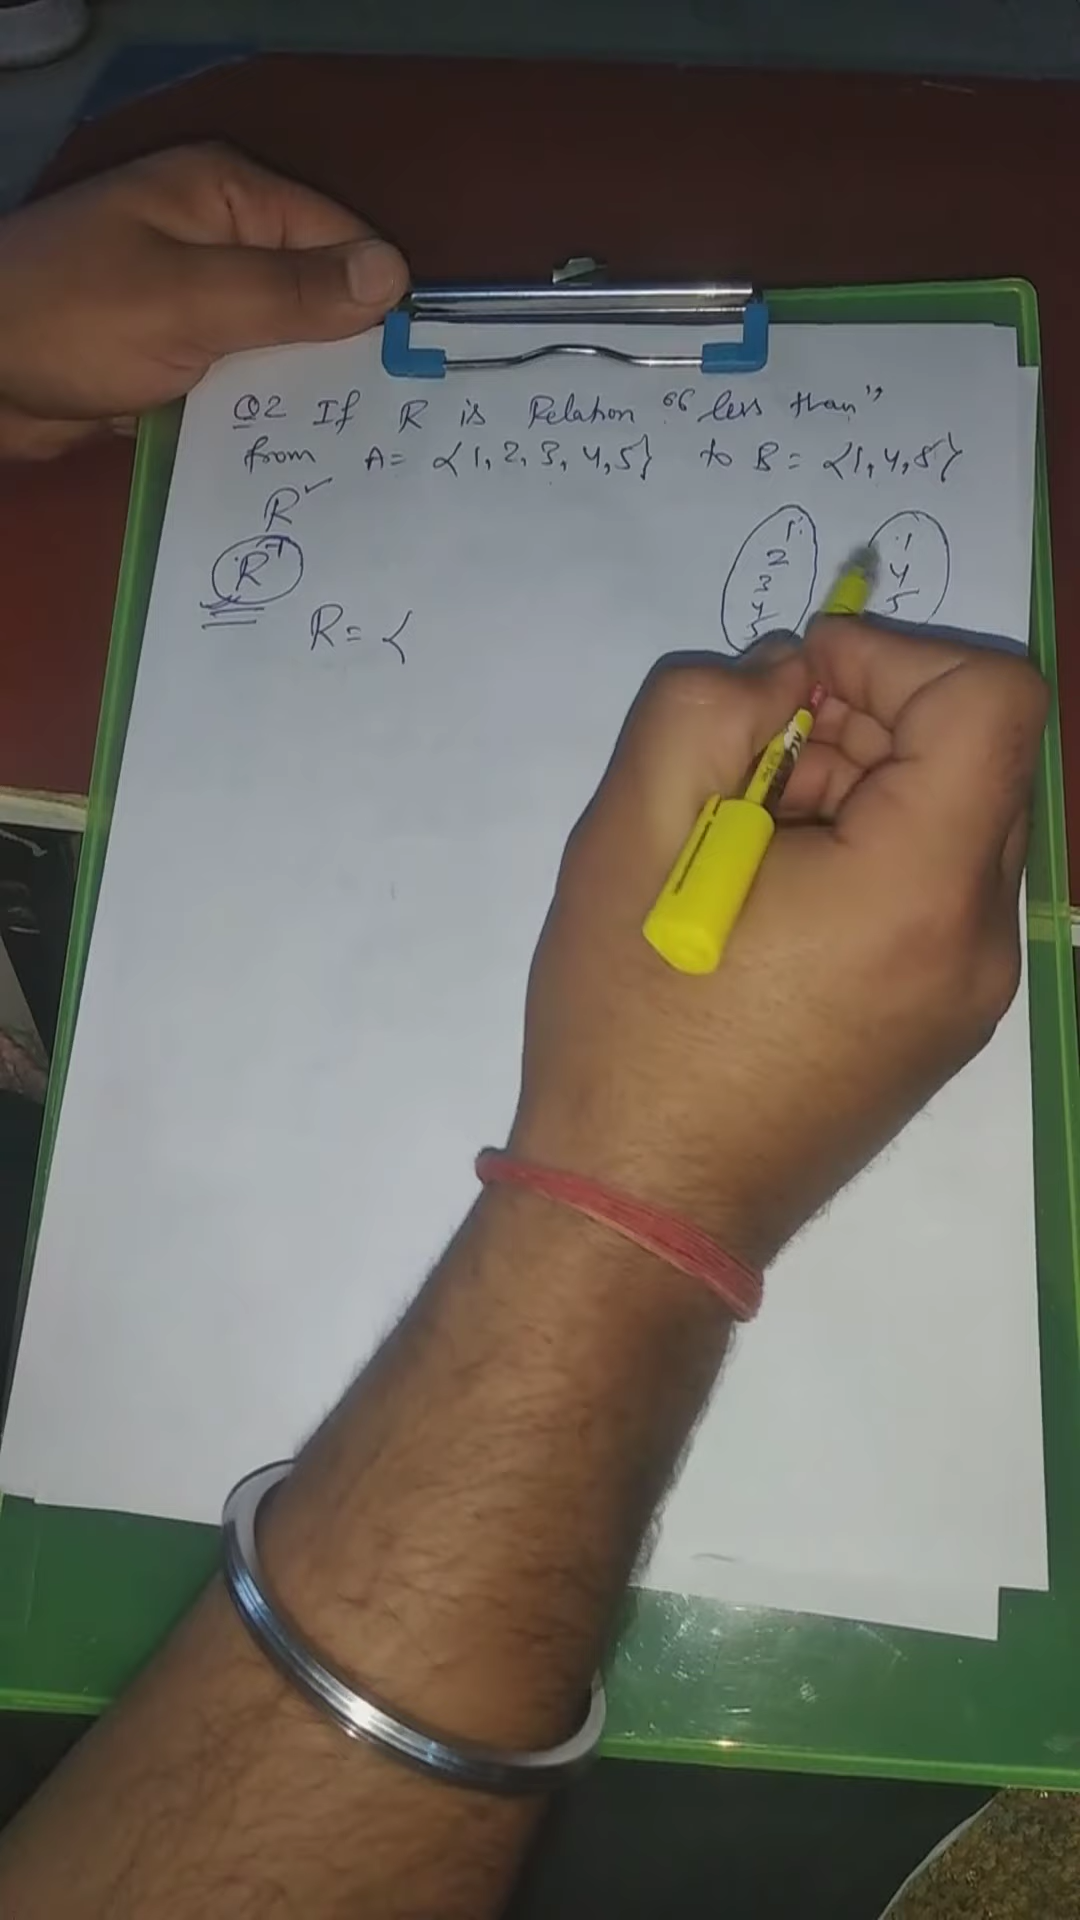 Q2 If R is Relation "less than"
from A = {1, 2, 3, 4, 5} to B = {1, 4, 5}
R ✓
R⁻¹
R = {
1
2
3
4
5
1
4
5